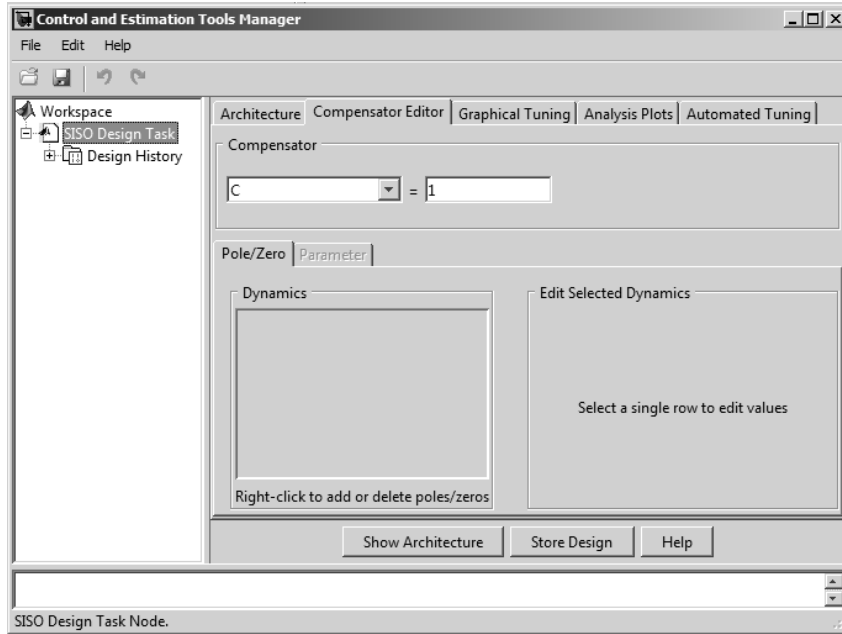 Control and Estimation Tools Manager
File Edit Help
Workspace
SISO Design Task
Design History
Architecture Compensator Editor Graphical Tuning Analysis Plots Automated Tuning
Compensator
C = 1
Pole/Zero Parameter
Dynamics
Edit Selected Dynamics
Select a single row to edit values
Right-click to add or delete poles/zeros
Show Architecture Store Design Help
SISO Design Task Node.